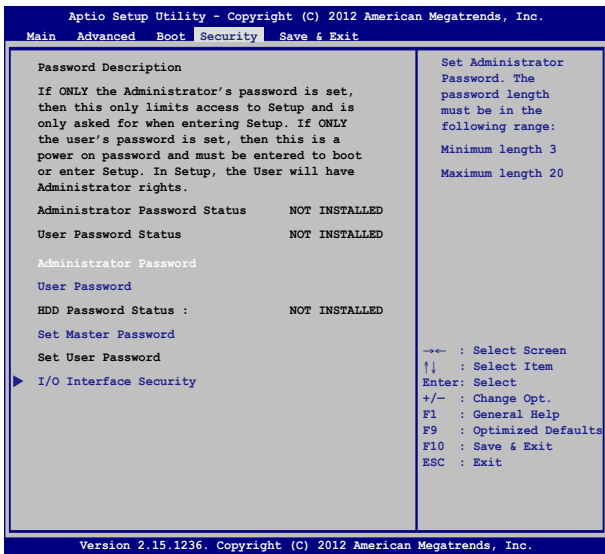 Aptio Setup Utility - Copyright (C) 2012 American Megatrends, Inc.
Main Advanced Boot Security Save & Exit
Password Description
If ONLY the Administrator's password is set,
then this only limits access to Setup and is
only asked for when entering Setup. If ONLY
the user's password is set, then this is a
power on password and must be entered to boot
or enter Setup. In Setup, the User will have
Administrator rights.
Administrator Password Status NOT INSTALLED
User Password Status NOT INSTALLED
Administrator Password
User Password
HDD Password Status : NOT INSTALLED
Set Master Password
Set User Password
I/O Interface Security
Set Administrator
Password. The
password length
must be in the
following range:
Minimum length 3
Maximum length 20
→← : Select Screen
↑↓ : Select Item
Enter: Select
+/— : Change Opt.
F1 : General Help
F9 : Optimized Defaults
F10 : Save & Exit
ESC : Exit
Version 2.15.1236. Copyright (C) 2012 American Megatrends, Inc.